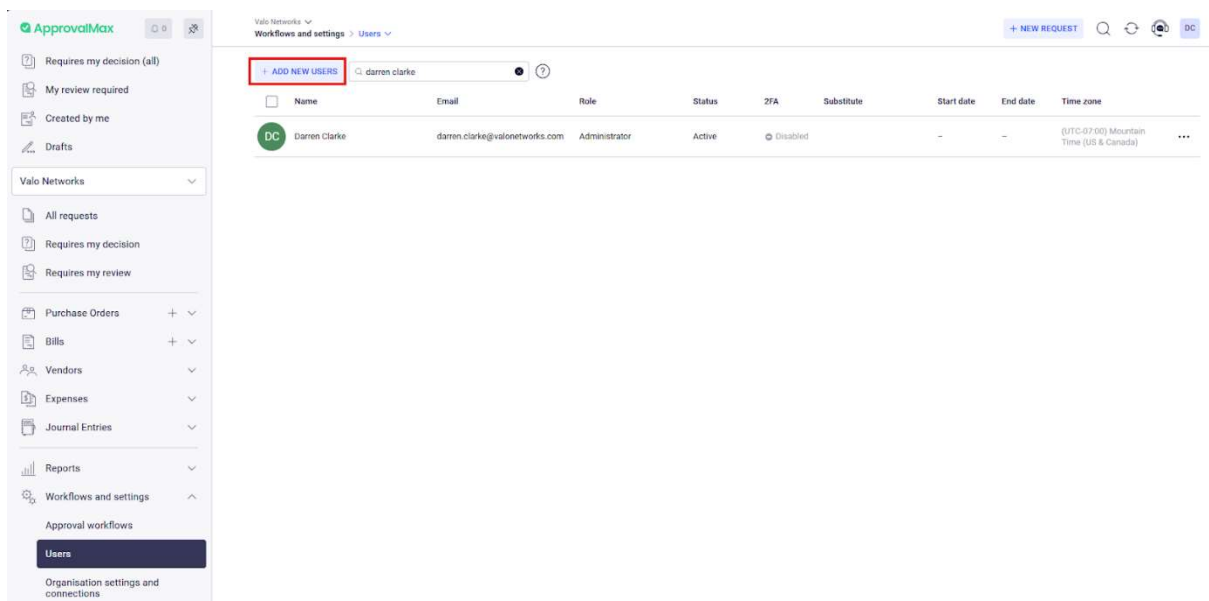 ApprovalMax
0
Requires my decision (all)
My review required
Created by me
Drafts
Valo Networks
All requests
Requires my decision
Requires my review
Purchase Orders
Bills
Vendors
Expenses
Journal Entries
Reports
Workflows and settings
Approval workflows
Users
Organisation settings and
connections
Valo Networks
Workflows and settings > Users
+ NEW REQUEST
DC
+ ADD NEW USERS
darren clarke
?
Name Email Role Status 2FA Substitute Start date End date Time zone
DC Darren Clarke darren.clarke@valonetworks.com Administrator Active Disabled – – (UTC-07:00) Mountain
Time (US & Canada)